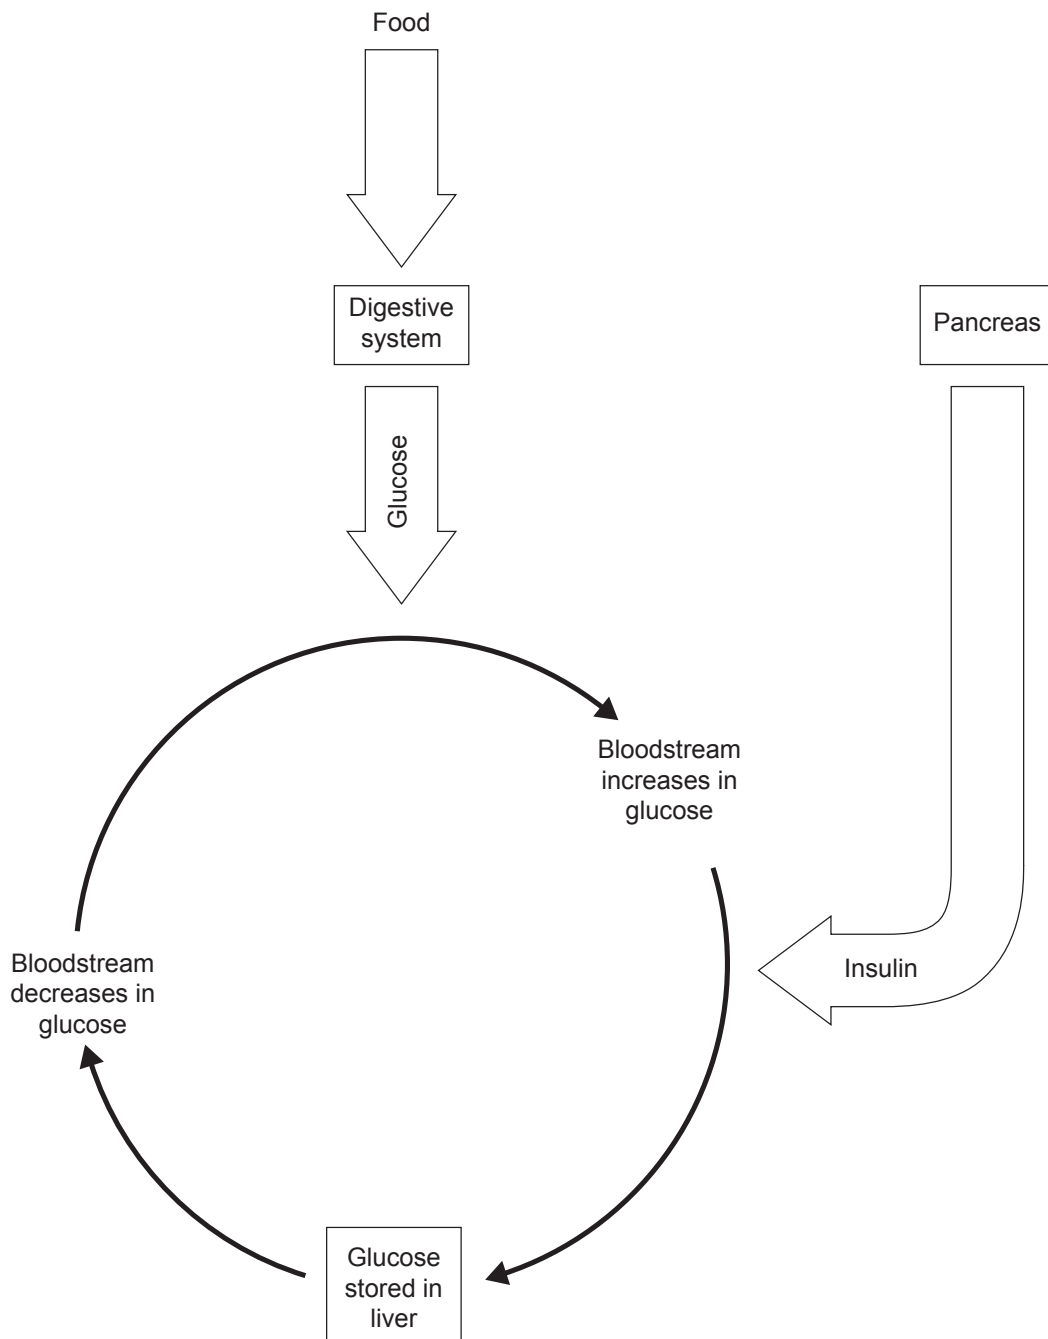 Food
Digestive
system
Pancreas
Glucose
Bloodstream
increases in
glucose
Insulin
Bloodstream
decreases in
glucose
Glucose
stored in
liver